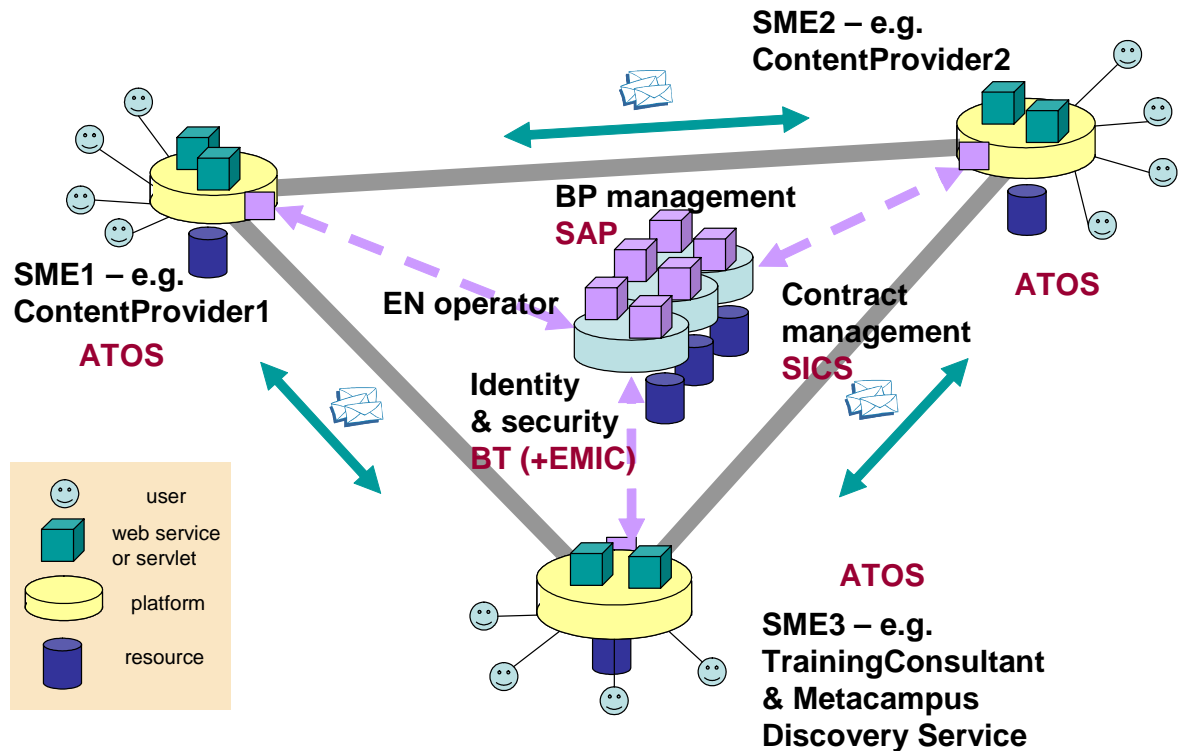 SME2 – e.g.
ContentProvider2
BP management
SAP
SME1 – e.g.
ContentProvider1
ATOS
EN operator
Contract
management
SICS
ATOS
Identity
& security
BT (+EMIC)
user
web service
or servlet
platform
resource
ATOS
SME3 – e.g.
TrainingConsultant
& Metacampus
Discovery Service